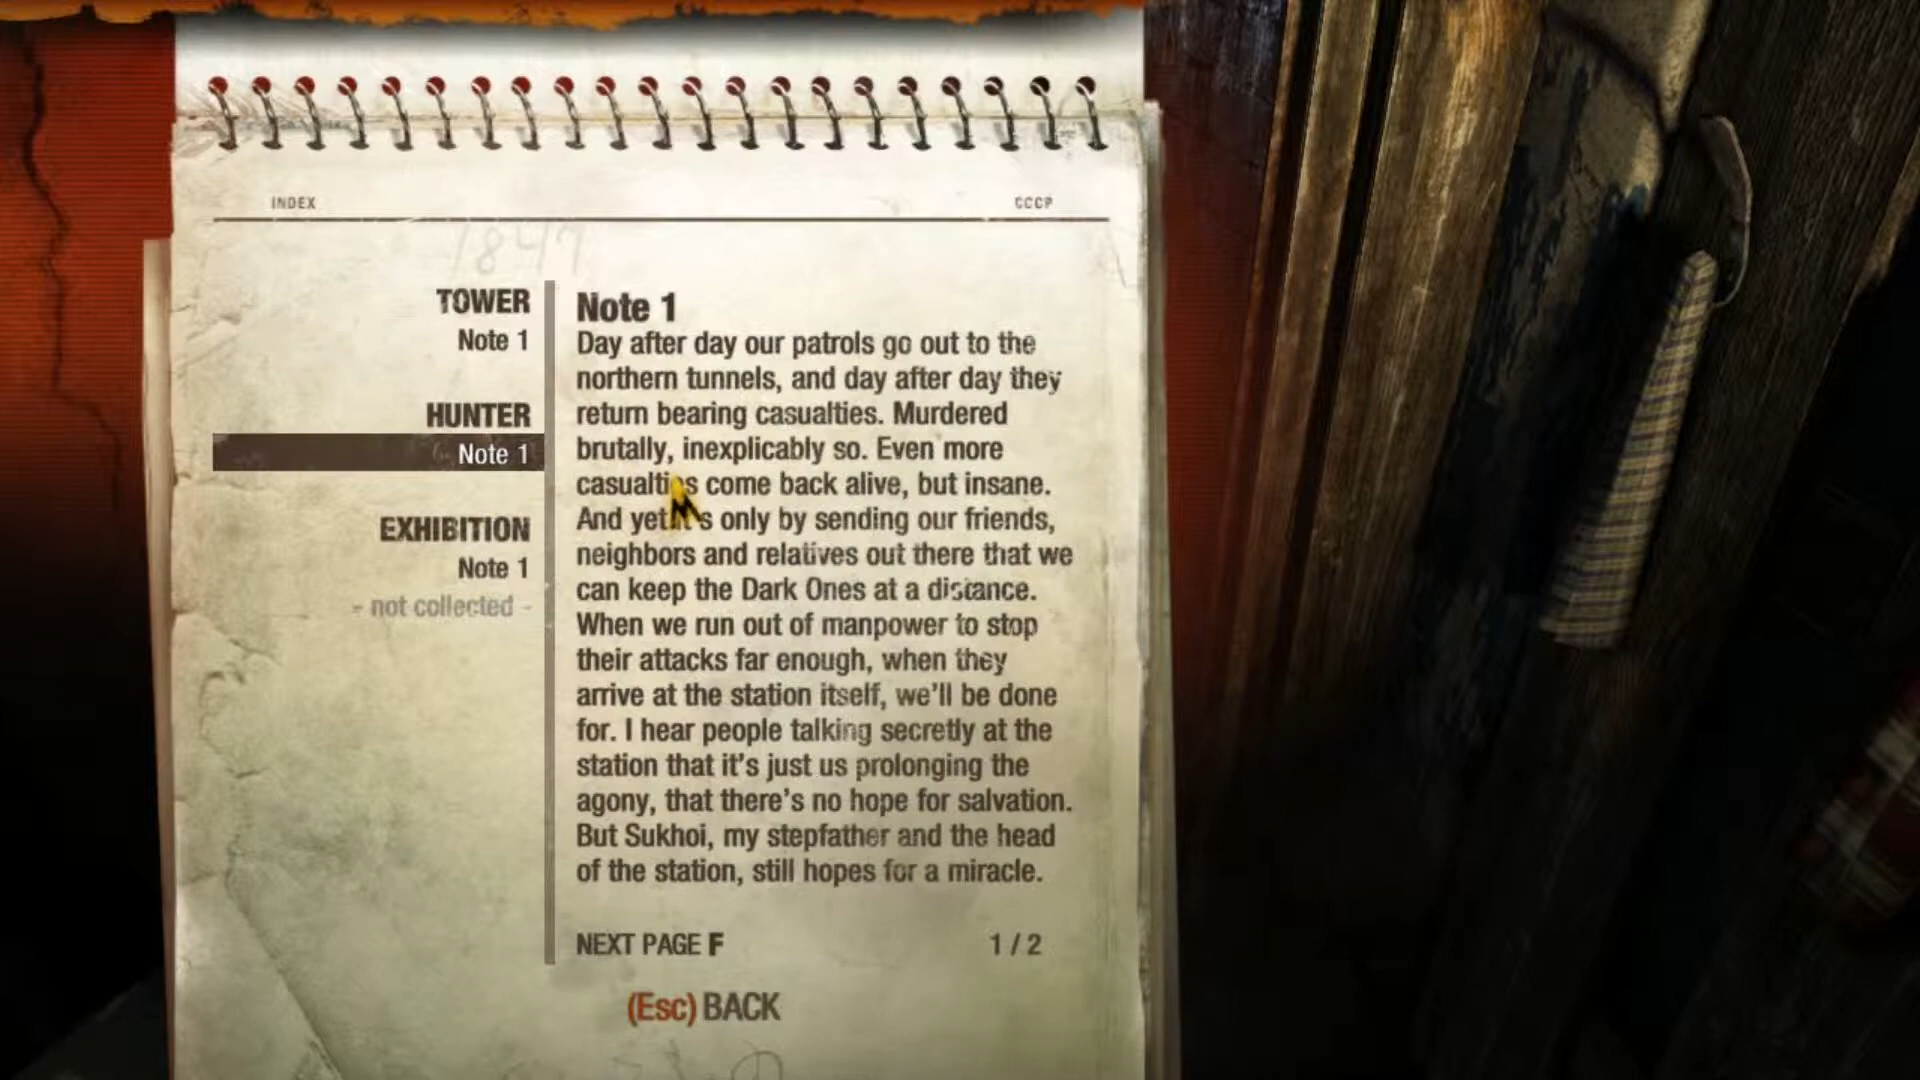 INDEX
CCCP
1847
TOWER
Note 1
HUNTER
Note 1
EXHIBITION
Note 1
- not collected -
Note 1
Day after day our patrols go out to the
northern tunnels, and day after day they
return bearing casualties. Murdered
brutally, inexplicably so. Even more
casualties come back alive, but insane.
And yet it's only by sending our friends,
neighbors and relatives out there that we
can keep the Dark Ones at a distance.
When we run out of manpower to stop
their attacks far enough, when they
arrive at the station itself, we'll be done
for. I hear people talking secretly at the
station that it's just us prolonging the
agony, that there's no hope for salvation.
But Sukhoi, my stepfather and the head
of the station, still hopes for a miracle.
NEXT PAGE F
1 / 2
(Esc) BACK